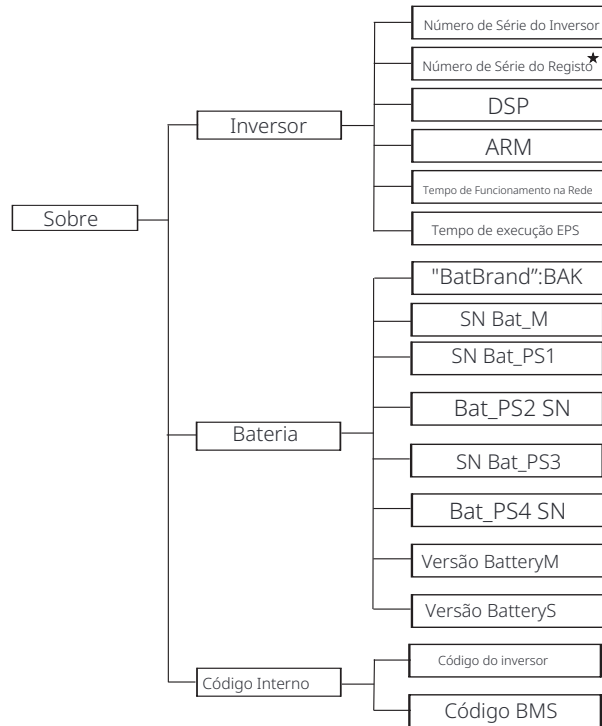 Sobre
Inversor
Número de Série do Inversor
Número de Série do Registo★
DSP
ARM
Tempo de Funcionamento na Rede
Tempo de execução EPS
Bateria
"BatBrand”:BAK
SN Bat_M
SN Bat_PS1
Bat_PS2 SN
SN Bat_PS3
Bat_PS4 SN
Versão BatteryM
Versão BatteryS
Código Interno
Código do inversor
Código BMS